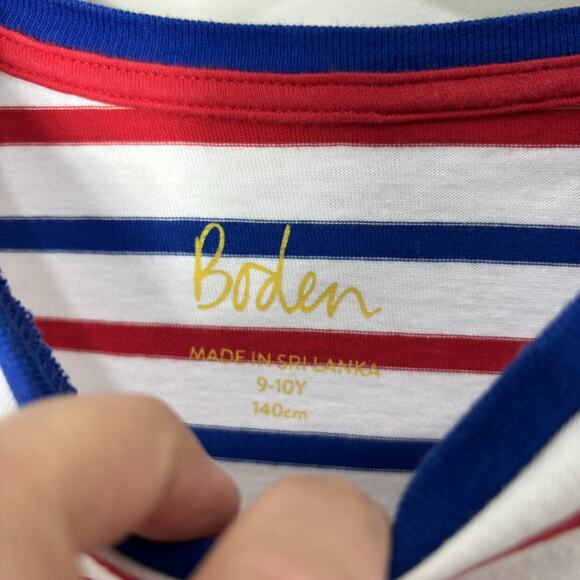 Boden
MADE IN SRI LANKA
9-10Y
140cm